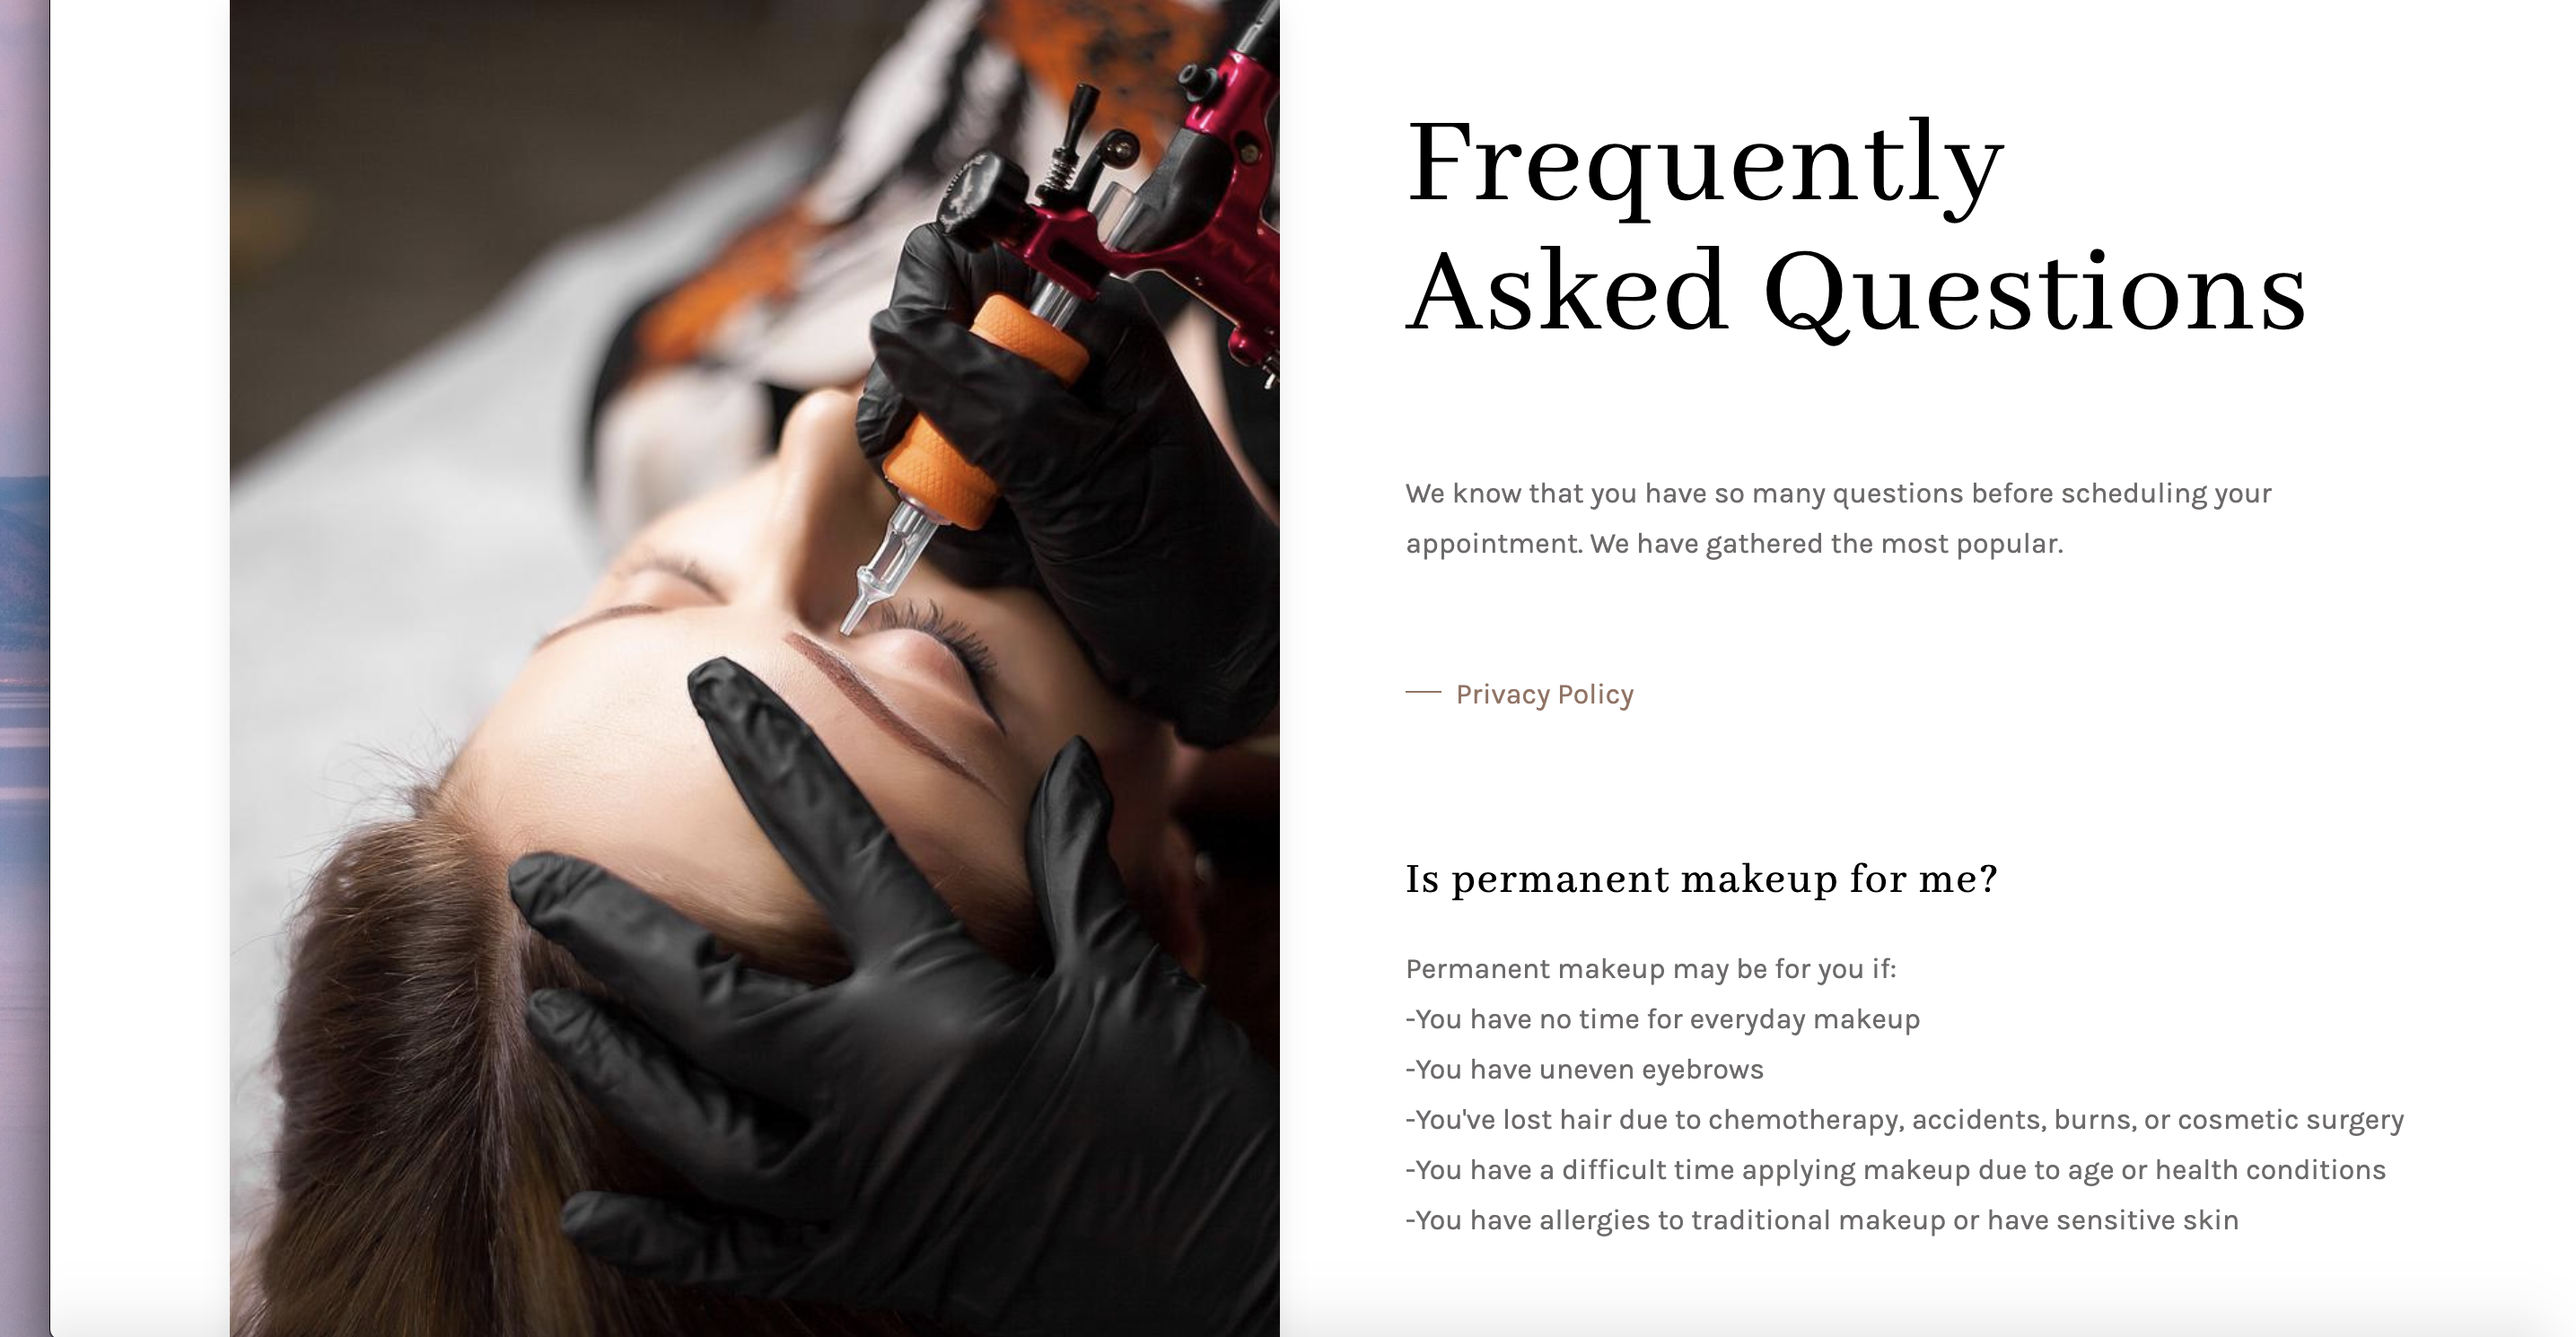 Frequently
Asked Questions
We know that you have so many questions before scheduling your
appointment. We have gathered the most popular.
Privacy Policy
Is permanent makeup for me?
Permanent makeup may be for you if:
-You have no time for everyday makeup
-You have uneven eyebrows
-You've lost hair due to chemotherapy, accidents, burns, or cosmetic surgery
-You have a difficult time applying makeup due to age or health conditions
-You have allergies to traditional makeup or have sensitive skin